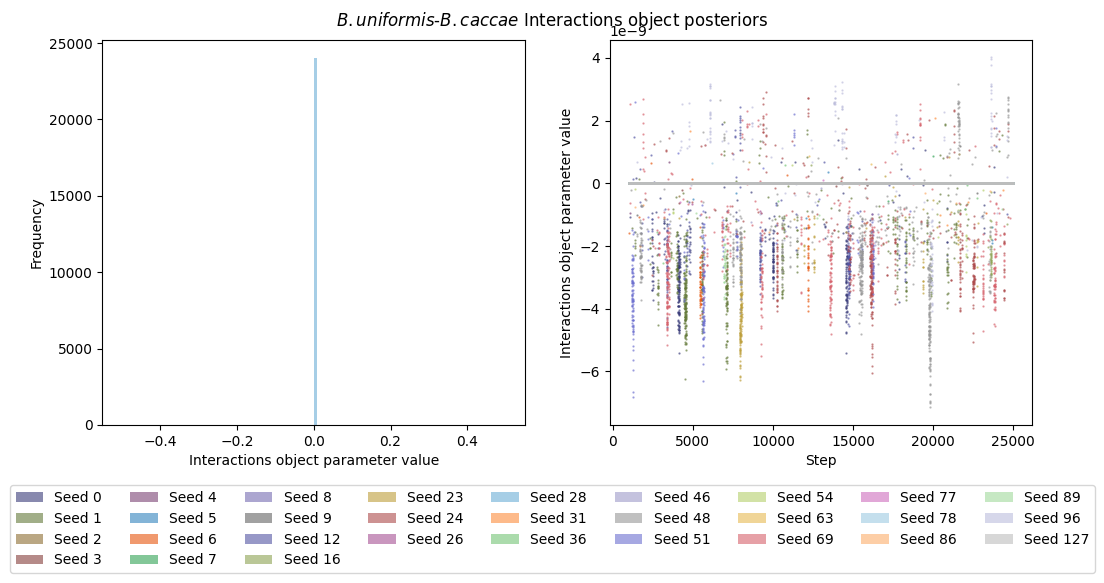 B.uniformis-B.caccae Interactions object posteriors
25000
20000
15000
10000
5000
0
Frequency
−0.4 −0.2 0.0 0.2 0.4
Interactions object parameter value
1e−9
4
2
0
−2
−4
−6
Interactions object parameter value
0 5000 10000 15000 20000 25000
Step
Seed 0 Seed 4 Seed 8 Seed 23 Seed 28 Seed 46 Seed 54 Seed 77 Seed 89
Seed 1 Seed 5 Seed 9 Seed 24 Seed 31 Seed 48 Seed 63 Seed 78 Seed 96
Seed 2 Seed 6 Seed 12 Seed 26 Seed 36 Seed 51 Seed 69 Seed 86 Seed 127
Seed 3 Seed 7 Seed 16